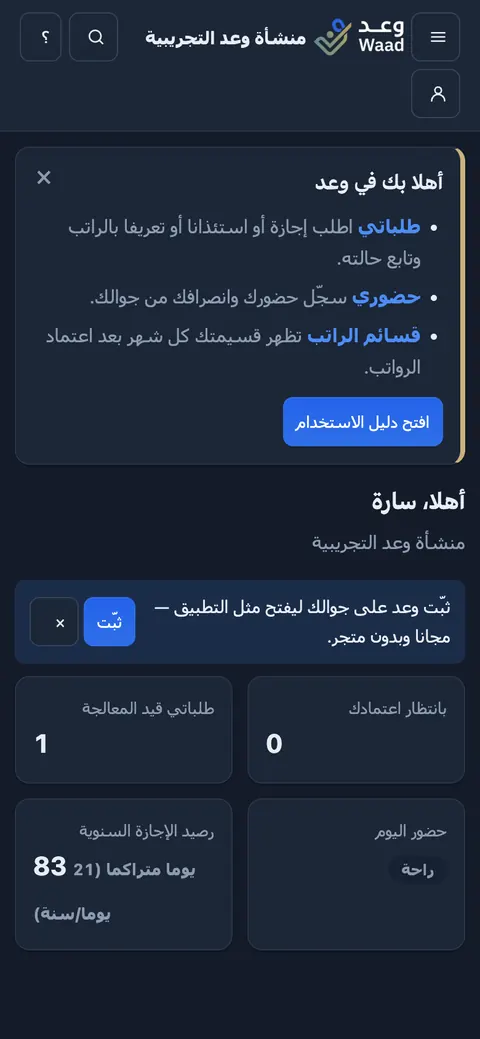 وعد
Waad
منشأة وعد التجريبية
؟
أهلا بك في وعد
×
طلباتي اطلب إجازة أو استئذانا أو تعريفا بالراتب
وتابع حالته.
حضوري سجّل حضورك وانصرافك من جوالك.
قسائم الراتب تظهر قسيمتك كل شهر بعد اعتماد
الرواتب.
افتح دليل الاستخدام
أهلا، سارة
منشأة وعد التجريبية
ثبّت وعد على جوالك ليفتح مثل التطبيق —
مجانا وبدون متجر.
ثبّت
×
بانتظار اعتمادك
0
طلباتي قيد المعالجة
1
حضور اليوم
راحة
رصيد الإجازة السنوية
83 يوما متراكما (21
يوما/سنة)